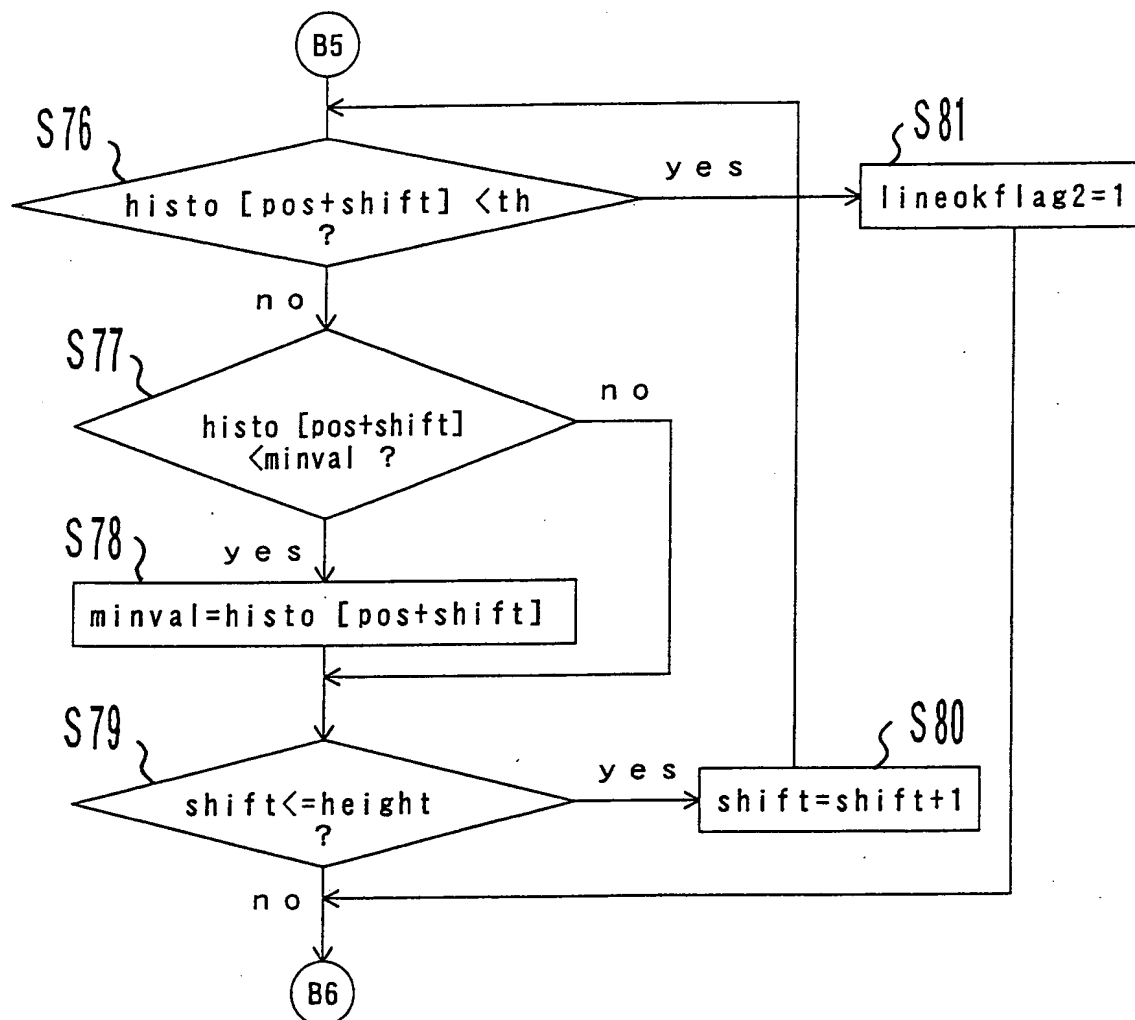 B5
S76
histo [pos+shift] <th
?
yes
S81
lineokflag2=1
no
S77
histo [pos+shift]
<minval ?
no
S78
yes
minval=histo [pos+shift]
S79
shift<=height
?
yes
S80
shift=shift+1
no
B6